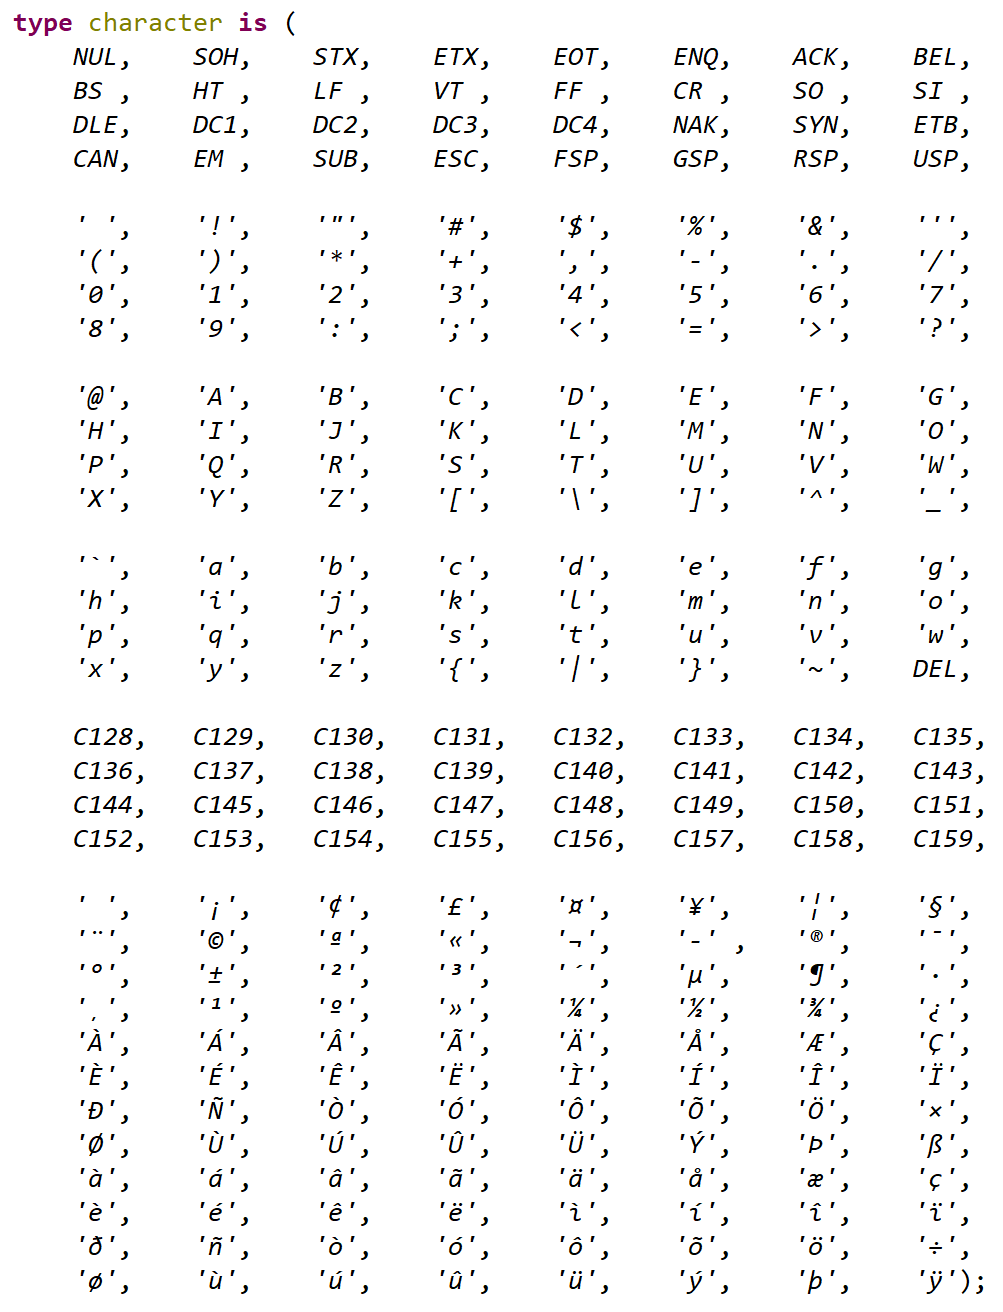 type character is (
NUL, SOH, STX, ETX, EOT, ENQ, ACK, BEL,
BS , HT , LF , VT , FF , CR , SO , SI ,
DLE, DC1, DC2, DC3, DC4, NAK, SYN, ETB,
CAN, EM , SUB, ESC, FSP, GSP, RSP, USP,
' ', '!', '"', '#', '$', '%', '&', ''',
'(', ')', '*', '+', ',', '-', '.', '/',
'0', '1', '2', '3', '4', '5', '6', '7',
'8', '9', ':', ';', '<', '=', '>', '?',
'@', 'A', 'B', 'C', 'D', 'E', 'F', 'G',
'H', 'I', 'J', 'K', 'L', 'M', 'N', 'O',
'P', 'Q', 'R', 'S', 'T', 'U', 'V', 'W',
'X', 'Y', 'Z', '[', '\', ']', '^', '_',
'`', 'a', 'b', 'c', 'd', 'e', 'f', 'g',
'h', 'i', 'j', 'k', 'l', 'm', 'n', 'o',
'p', 'q', 'r', 's', 't', 'u', 'v', 'w',
'x', 'y', 'z', '{', '|', '}', '~', DEL,
C128, C129, C130, C131, C132, C133, C134, C135,
C136, C137, C138, C139, C140, C141, C142, C143,
C144, C145, C146, C147, C148, C149, C150, C151,
C152, C153, C154, C155, C156, C157, C158, C159,
' ', '¡', '¢', '£', '¤', '¥', '¦', '§',
'¨', '©', 'ª', '«', '¬', '-' , '®', '¯',
'°', '±', '²', '³', '´', 'µ', '¶', '·',
'¸', '¹', 'º', '»', '¼', '½', '¾', '¿',
'À', 'Á', 'Â', 'Ã', 'Ä', 'Å', 'Æ', 'Ç',
'È', 'É', 'Ê', 'Ë', 'Ì', 'Í', 'Î', 'Ï',
'Ð', 'Ñ', 'Ò', 'Ó', 'Ô', 'Õ', 'Ö', '×',
'Ø', 'Ù', 'Ú', 'Û', 'Ü', 'Ý', 'Þ', 'ß',
'à', 'á', 'â', 'ã', 'ä', 'å', 'æ', 'ç',
'è', 'é', 'ê', 'ë', 'ì', 'í', 'î', 'ï',
'ð', 'ñ', 'ò', 'ó', 'ô', 'õ', 'ö', '÷',
'ø', 'ù', 'ú', 'û', 'ü', 'ý', 'þ', 'ÿ');